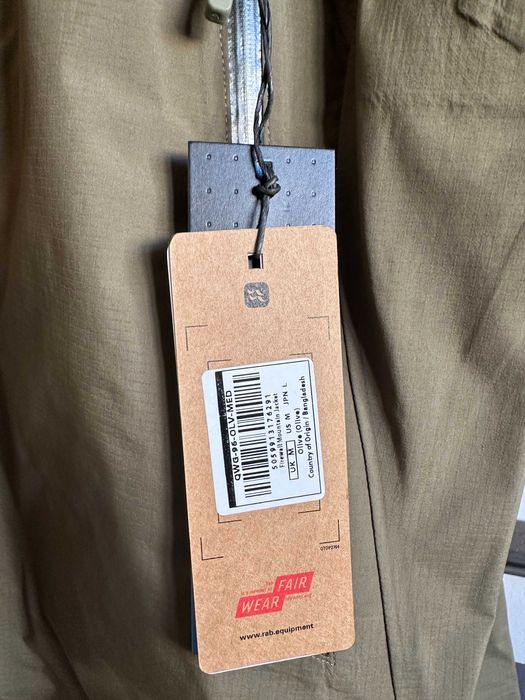 QWG-96-OLV-MED
5059913176291
Firewall Mountain Jacket
UK M US M JPN L
Olive (Olive)
Country of Origin / Bangladesh
FAIR
WEAR
www.rab.equipment